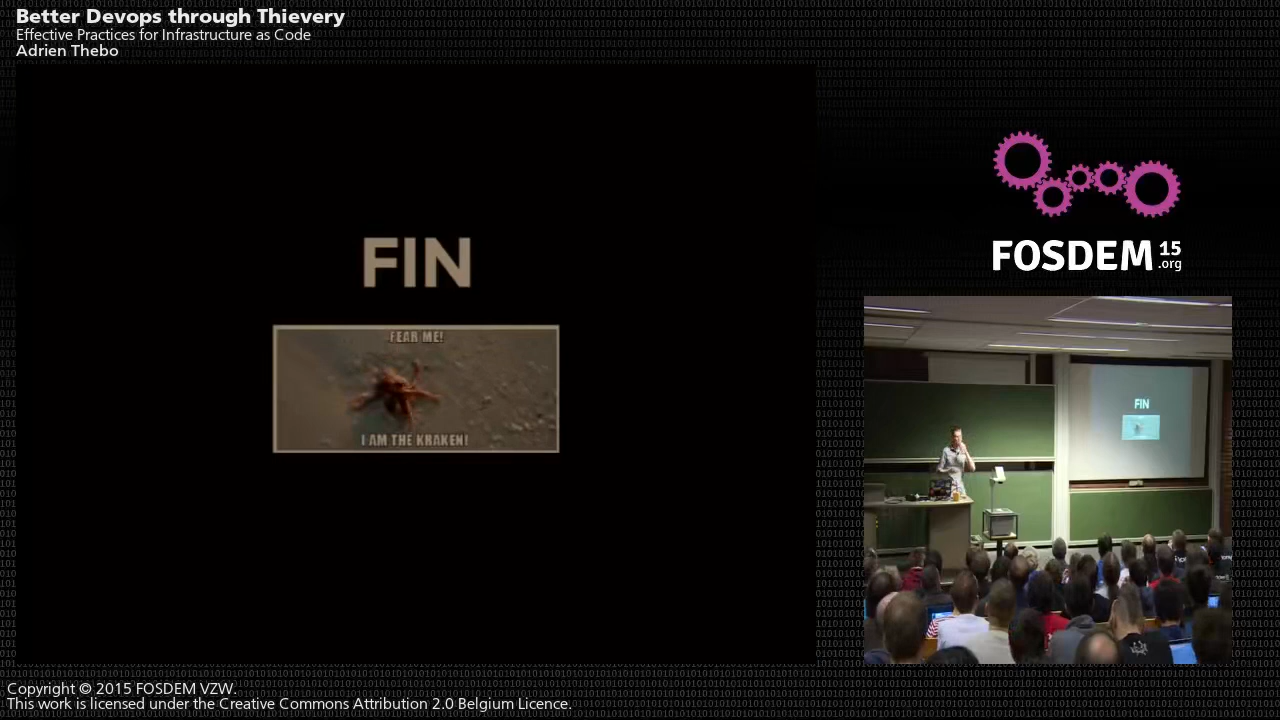 Better Devops through Thievery
Effective Practices for Infrastructure as Code
Adrien Thebo
FIN
FEAR ME!
I AM THE KRAKEN!
FOSDEM 15
.org
FIN
Copyright © 2015 FOSDEM VZW.
This work is licensed under the Creative Commons Attribution 2.0 Belgium Licence.